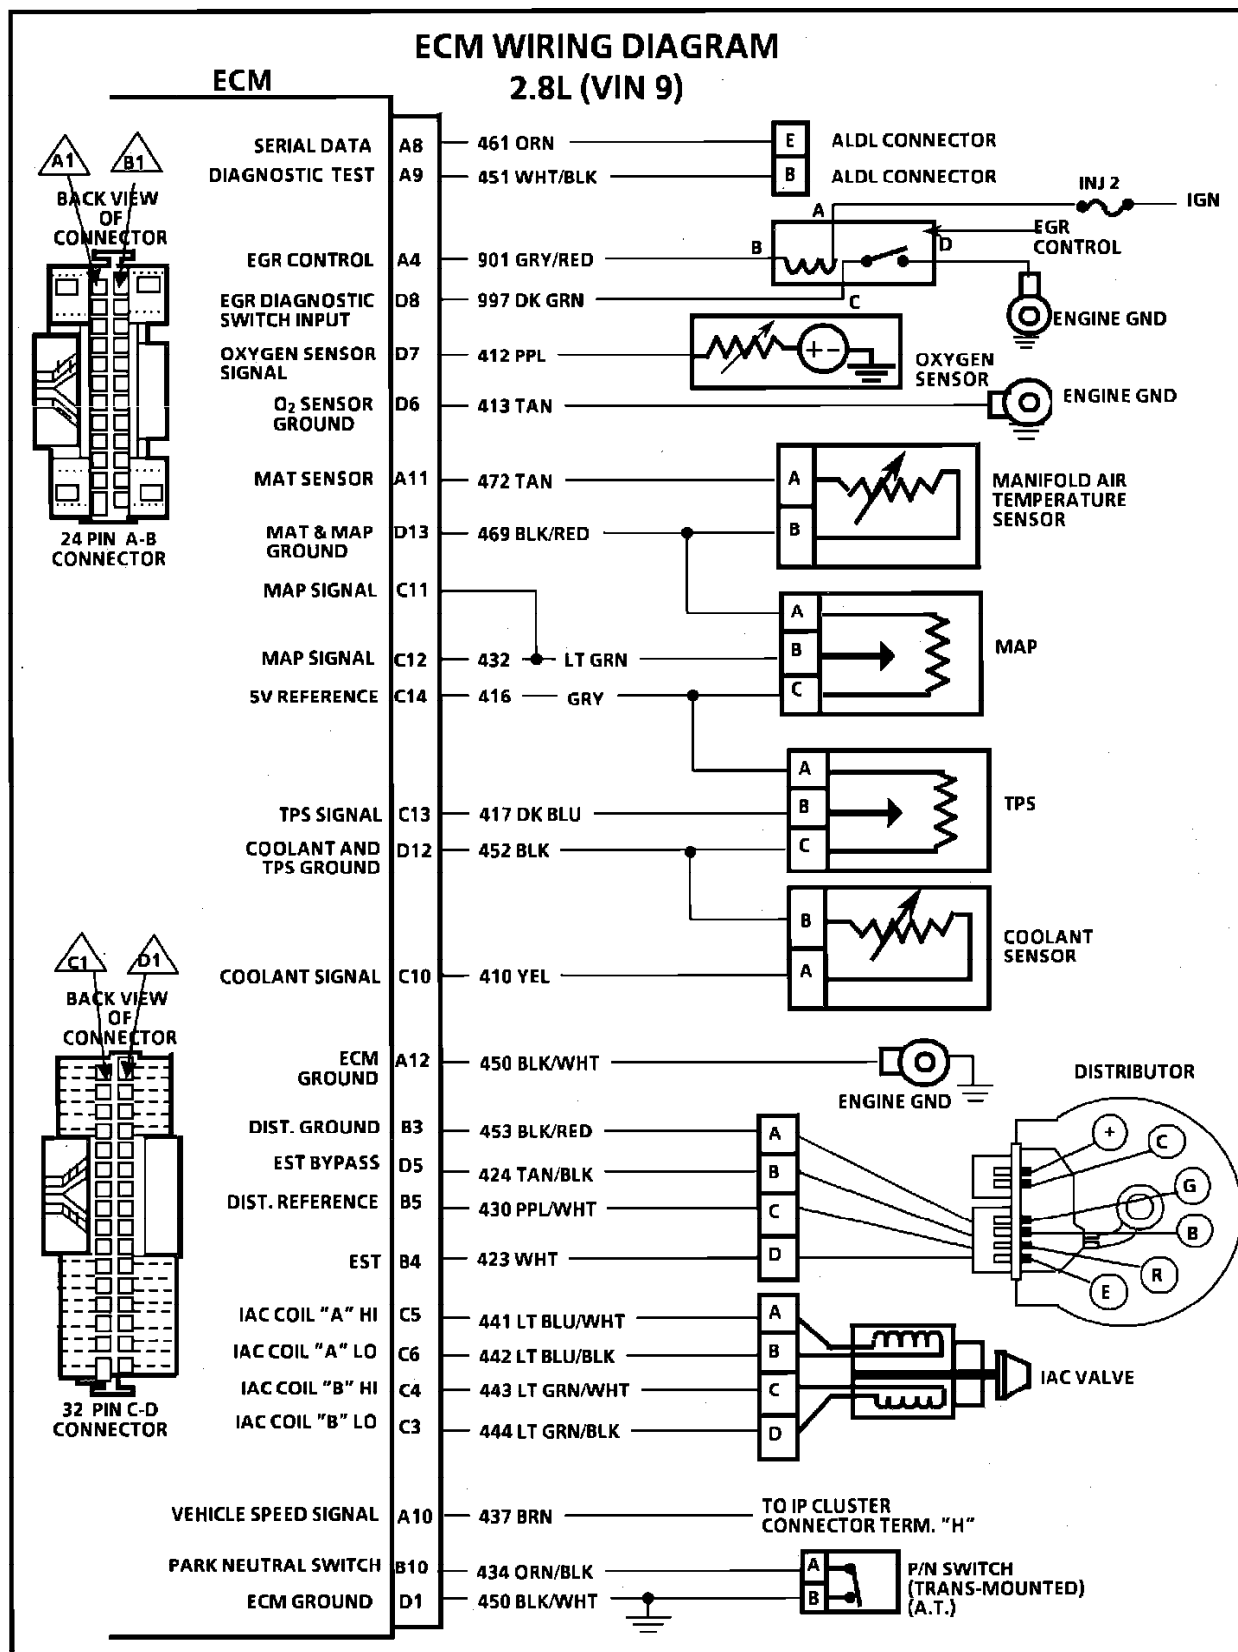 ECM WIRING DIAGRAM
2.8L (VIN 9)
ECM
A1
B1
BACK VIEW
OF
CONNECTOR
24 PIN A-B
CONNECTOR
SERIAL DATA A8 461 ORN E ALDL CONNECTOR
DIAGNOSTIC TEST A9 451 WHT/BLK B ALDL CONNECTOR
INJ 2
IGN
A
B
D
C
EGR
CONTROL
EGR CONTROL A4 901 GRY/RED
EGR DIAGNOSTIC D8 997 DK GRN
SWITCH INPUT
ENGINE GND
OXYGEN SENSOR D7 412 PPL
SIGNAL
+ -
OXYGEN
SENSOR
O2 SENSOR D6 413 TAN
GROUND
ENGINE GND
MAT SENSOR A11 472 TAN A
MANIFOLD AIR
TEMPERATURE
SENSOR
MAT & MAP D13 469 BLK/RED B
GROUND
MAP SIGNAL C11 A
MAP
MAP SIGNAL C12 432 LT GRN B
5V REFERENCE C14 416 GRY C
A
TPS
TPS SIGNAL C13 417 DK BLU B
COOLANT AND D12 452 BLK C
TPS GROUND
B
COOLANT
SENSOR
COOLANT SIGNAL C10 410 YEL A
C1
D1
BACK VIEW
OF
CONNECTOR
32 PIN C-D
CONNECTOR
ECM A12 450 BLK/WHT
GROUND
ENGINE GND
DISTRIBUTOR
+
C
G
B
R
E
DIST. GROUND B3 453 BLK/RED A
EST BYPASS D5 424 TAN/BLK B
DIST. REFERENCE B5 430 PPL/WHT C
EST B4 423 WHT D
IAC COIL "A" HI C5 441 LT BLU/WHT A
IAC COIL "A" LO C6 442 LT BLU/BLK B
IAC COIL "B" HI C4 443 LT GRN/WHT C
IAC COIL "B" LO C3 444 LT GRN/BLK D
IAC VALVE
VEHICLE SPEED SIGNAL A10 437 BRN
TO IP CLUSTER
CONNECTOR TERM. "H"
PARK NEUTRAL SWITCH B10 434 ORN/BLK A
ECM GROUND D1 450 BLK/WHT B
P/N SWITCH
(TRANS-MOUNTED)
(A.T.)